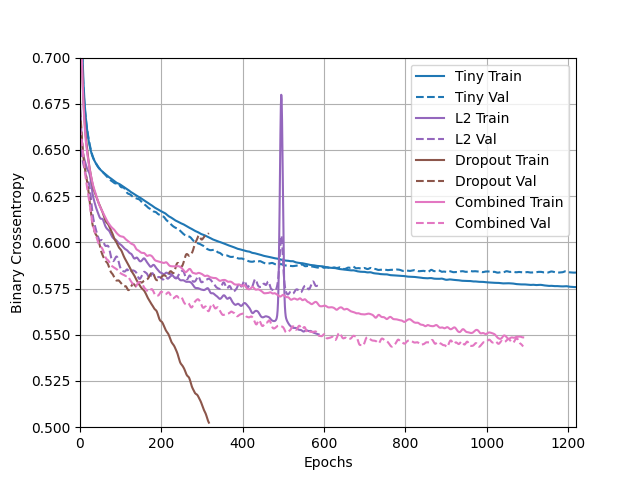 0.700
0.675
0.650
0.625
0.600
0.575
0.550
0.525
0.500
Binary Crossentropy
0 200 400 600 800 1000 1200
Epochs
Tiny Train
Tiny Val
L2 Train
L2 Val
Dropout Train
Dropout Val
Combined Train
Combined Val